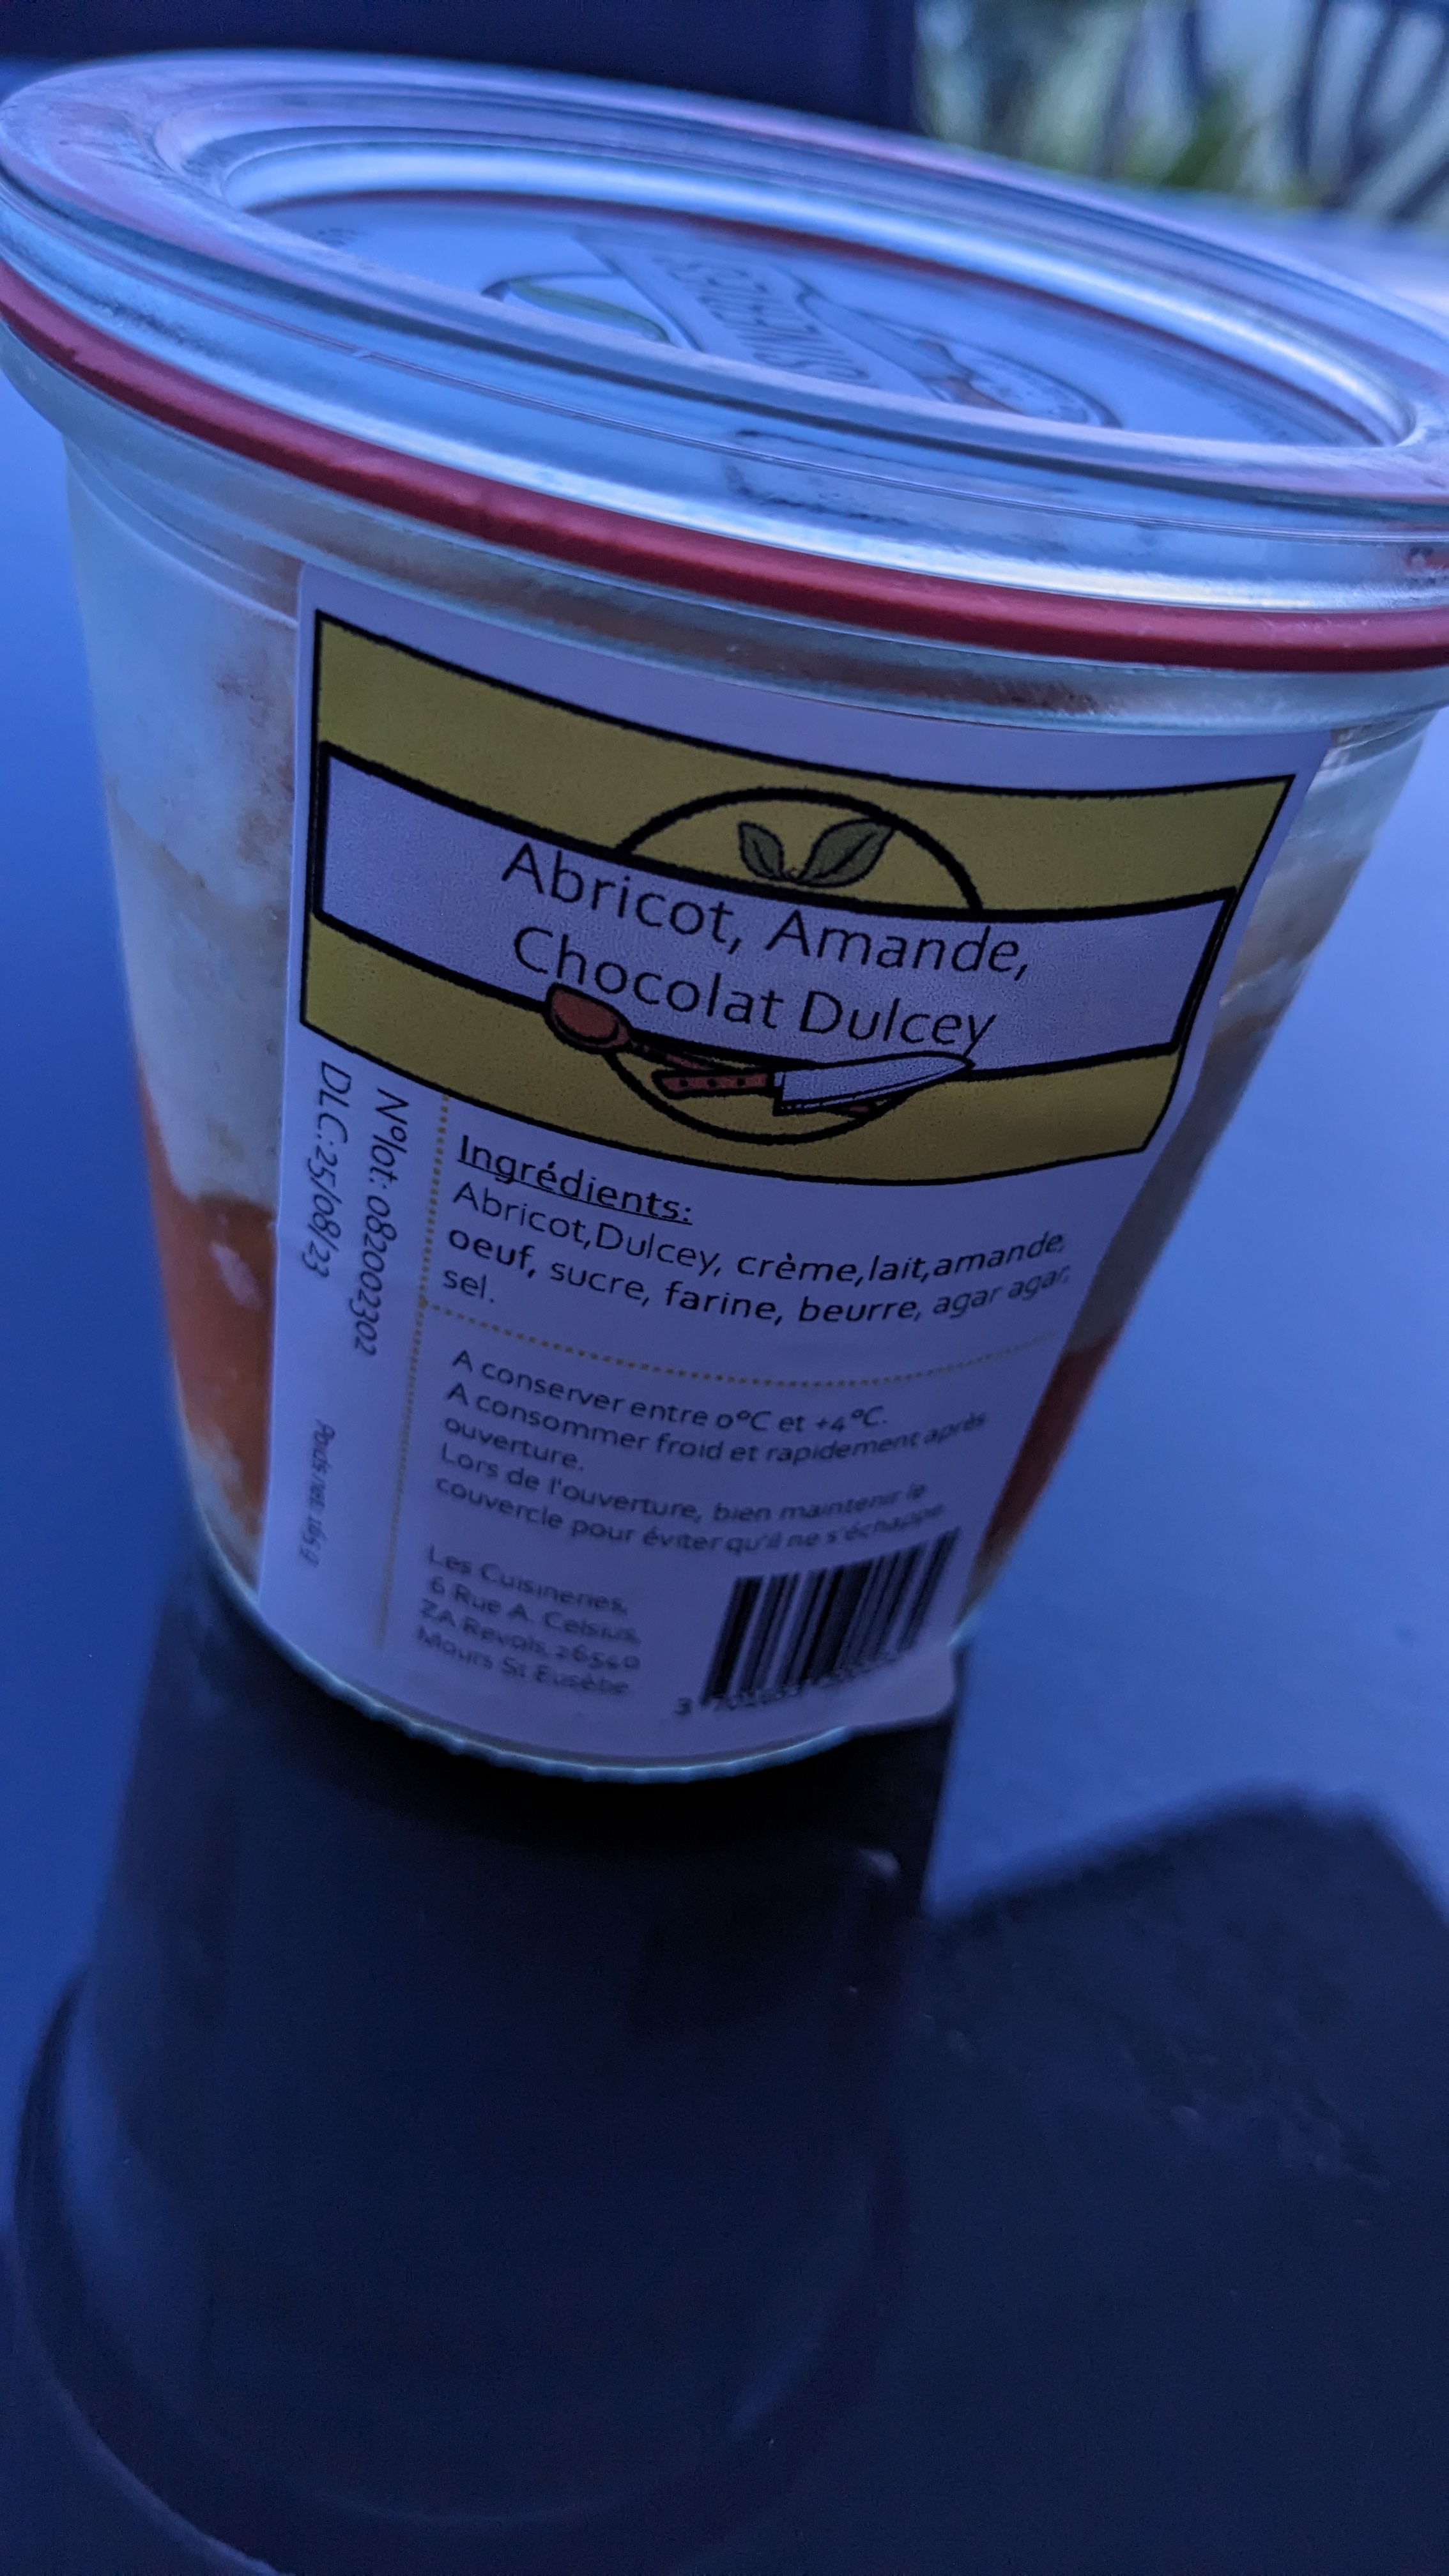 Abricot, Amande,
Chocolat Dulcey
Ingrédients:
Abricot,Dulcey, crème,lait,amande,
oeuf, sucre, farine, beurre, agar agar,
sel.
A conserver entre 0°C et +4°C.
A consommer froid et rapidement après
ouverture.
Lors de l'ouverture, bien maintenir le
couvercle pour éviter qu'il ne s'échappe.
Les Cuisineries,
6 Rue A. Celsius,
ZA Revols, 26540
Mours St Eusèbe
3
N°lot: 082002302
DLC:25/08/23
Poids net: